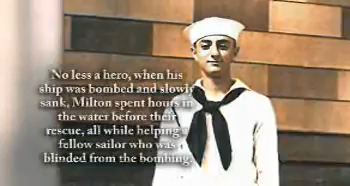 No less a hero, when his
ship was bombed and slowly
sank, Milton spent hours in
the water before their
rescue, all while helping a
fellow sailor who was
blinded from the bombing.